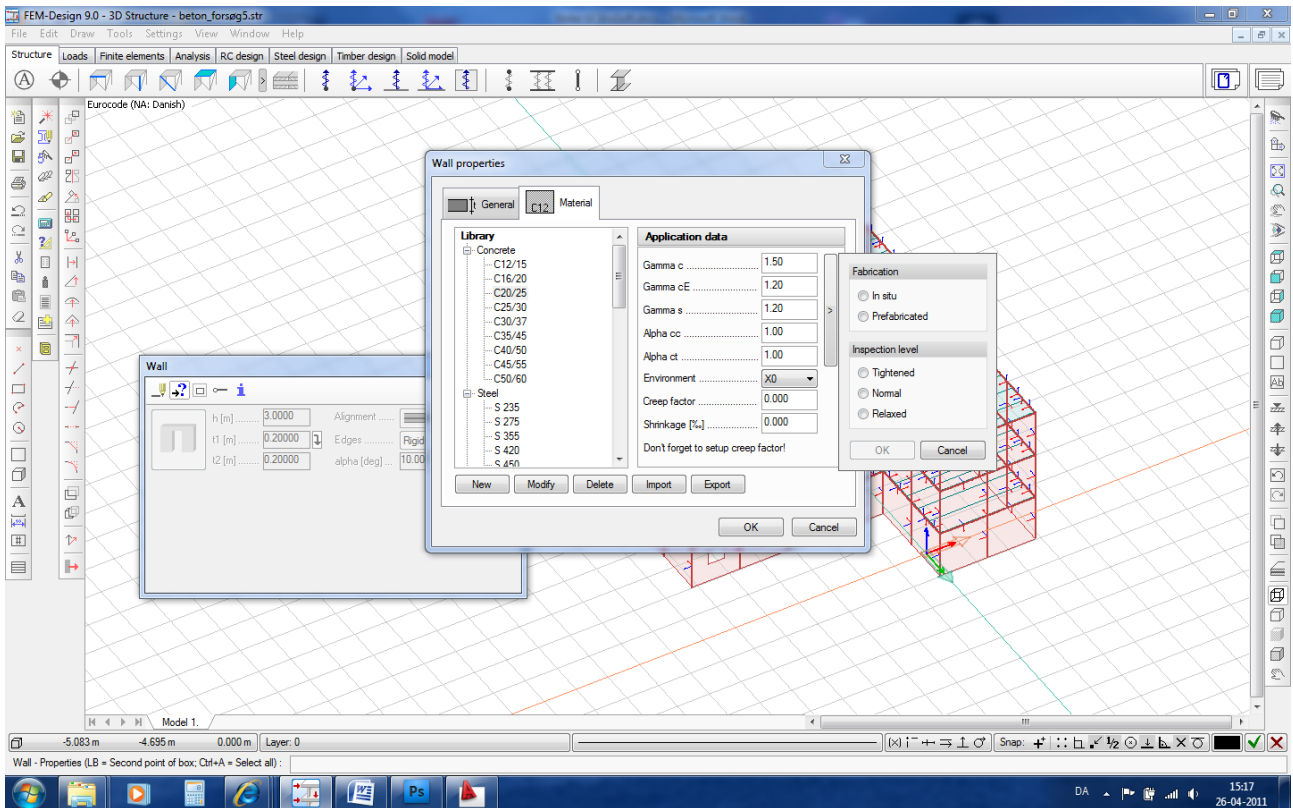 FEM-Design 9.0 - 3D Structure - beton_forsøg5.str
File Edit Draw Tools Settings View Window Help
Structure Loads Finite elements Analysis RC design Steel design Timber design Solid model
Eurocode (NA: Danish)
Wall properties
General C12 Material
Library
Concrete
C12/15
C16/20
C20/25
C25/30
C30/37
C35/45
C40/50
C45/55
C50/60
Steel
S 235
S 275
S 355
S 420
S 450
Application data
Gamma c ... 1.50
Gamma cE ... 1.20
Gamma s ... 1.20
Alpha cc ... 1.00
Alpha ct ... 1.00
Environment ... X0
Creep factor ... 0.000
Shrinkage [‰] ... 0.000
Don't forget to setup creep factor!
>
New Modify Delete Import Export
OK Cancel
Fabrication
In situ
Prefabricated
Inspection level
Tightened
Normal
Relaxed
OK Cancel
Wall
h [m] ... 3.0000 Alignment ...
t1 [m] ... 0.20000 Edges ... Rigid
t2 [m] ... 0.20000 alpha [deg] ... 10.00
Model 1.
-5.083 m -4.695 m 0.000 m Layer: 0 Snap:
Wall - Properties (LB = Second point of box; Ctrl+A = Select all) :
Ps DA 15:17
26-04-2011